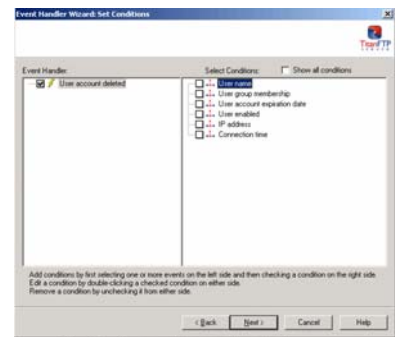 Event Handler Wizard: Set Conditions
TitanFTP
SERVER
Event Handler:
Select Conditions:
Show all conditions
User account deleted
User name
User group membership
User account expiration date
User enabled
IP address
Connection time
Add conditions by first selecting one or more events on the left side and then checking a condition on the right side.
Edit a condition by double-clicking a checked condition on either side.
Remove a condition by unchecking it from either side.
< Back
Next >
Cancel
Help